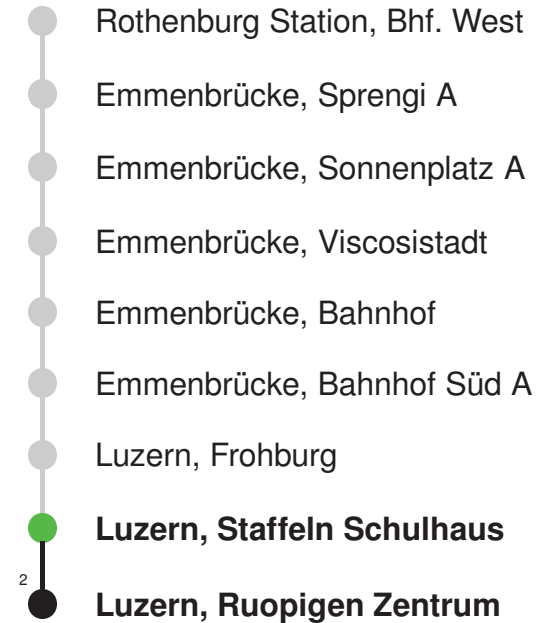 Rothenburg Station, Bhf. West
Emmenbrücke, Sprengi A
Emmenbrücke, Sonnenplatz A
Emmenbrücke, Viscosistadt
Emmenbrücke, Bahnhof
Emmenbrücke, Bahnhof Süd A
Luzern, Frohburg
Luzern, Staffeln Schulhaus
2
Luzern, Ruopigen Zentrum